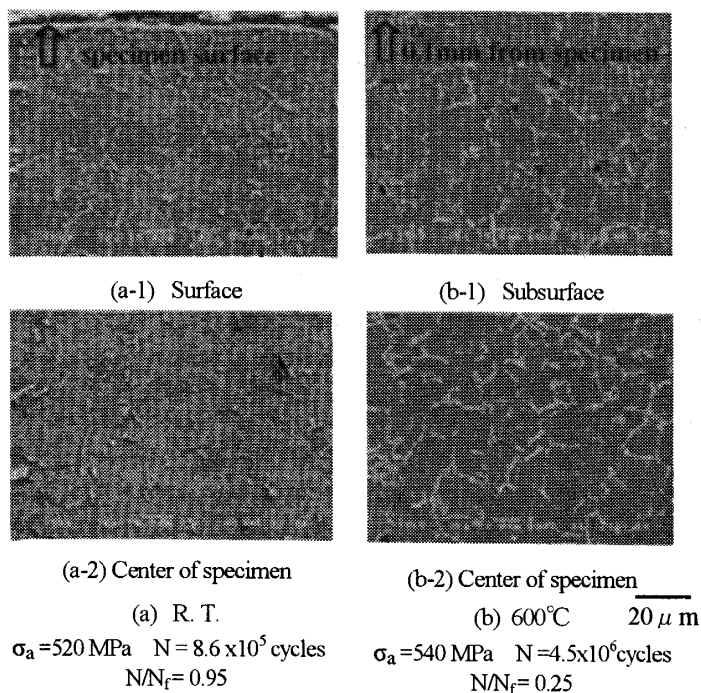 specimen surface
0.1mm from specimen
(a-1) Surface
(b-1) Subsurface
(a-2) Center of specimen
(b-2) Center of specimen
(a) R. T.
(b) 600℃
20 μm
σa=520 MPa N = 8.6 x10⁵ cycles
σa=540 MPa N =4.5x10⁶cycles
N/Nf= 0.95
N/Nf= 0.25